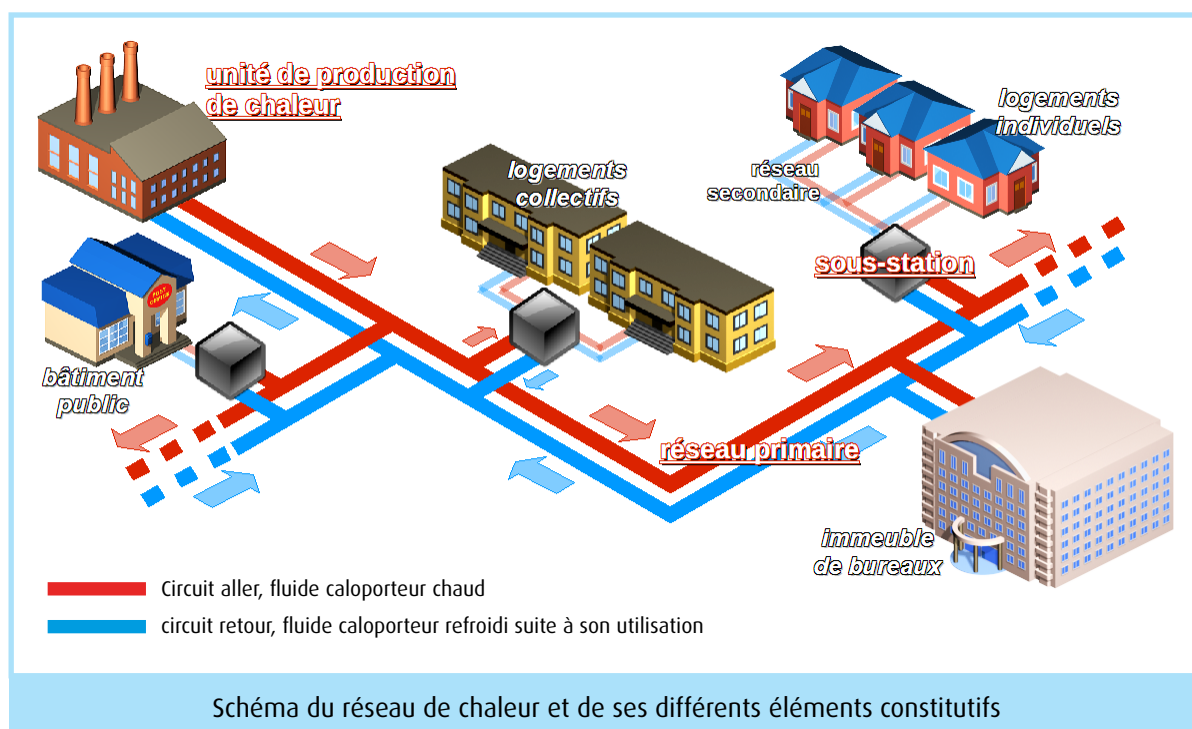 unité de production
de chaleur
logements
individuels
logements
collectifs
réseau
secondaire
sous-station
POST
OFFICE
bâtiment
public
réseau primaire
immeuble
de bureaux
Circuit aller, fluide caloporteur chaud
circuit retour, fluide caloporteur refroidi suite à son utilisation
Schéma du réseau de chaleur et de ses différents éléments constitutifs